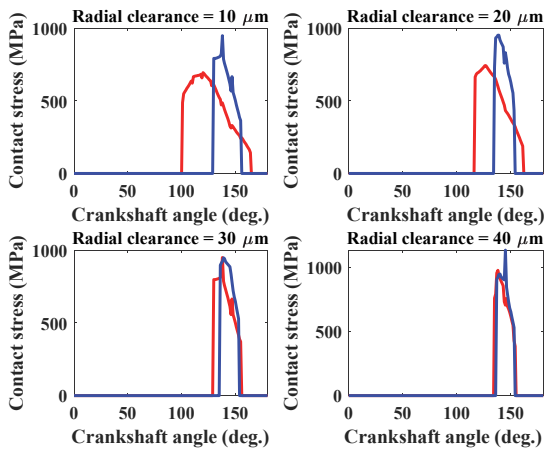 Radial clearance = 10 μm
Contact stress (MPa)
1000
500
0
0
50
100
150
Crankshaft angle (deg.)
Radial clearance = 20 μm
Contact stress (MPa)
1000
500
0
0
50
100
150
Crankshaft angle (deg.)
Radial clearance = 30 μm
Contact stress (MPa)
1000
500
0
0
50
100
150
Crankshaft angle (deg.)
Radial clearance = 40 μm
Contact stress (MPa)
1000
500
0
0
50
100
150
Crankshaft angle (deg.)